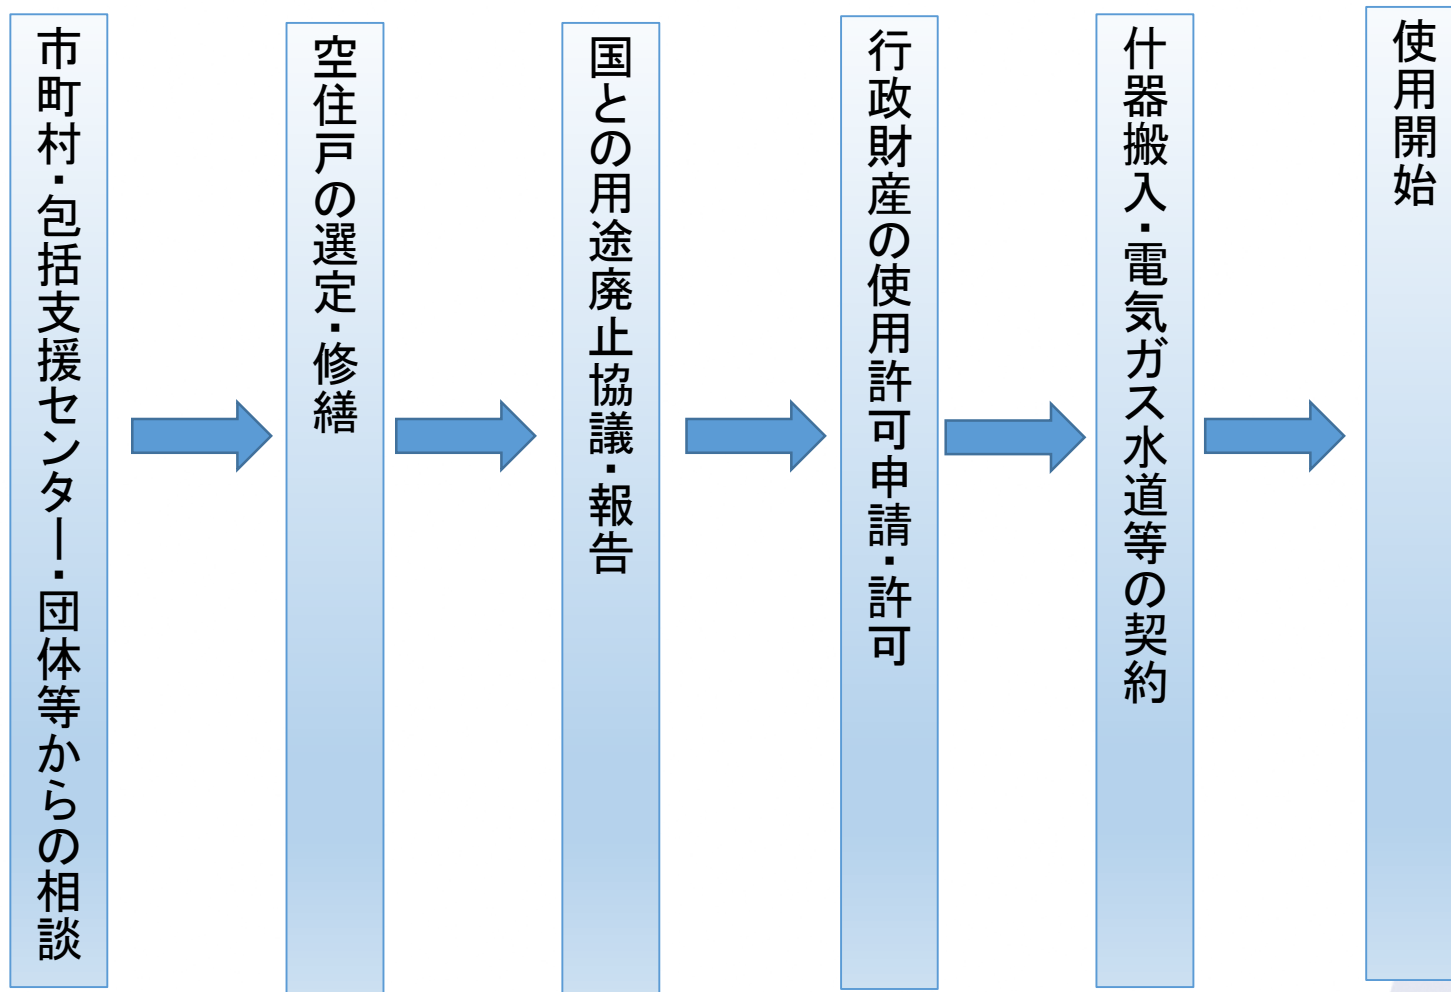 市町村・包括支援センター・団体等からの相談
空住戸の選定・修繕
国との用途廃止協議・報告
行政財産の使用許可申請・許可
什器搬入・電気ガス水道等の契約
使用開始